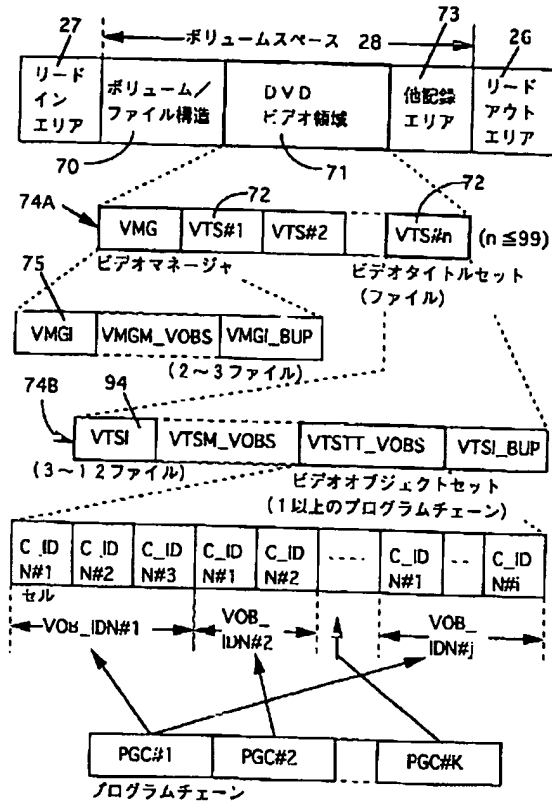 27
ボリュームスペース 28
73
26
リード
イン
エリア
ボリューム/
ファイル構造
DVD
ビデオ領域
他記録
エリア
リード
アウト
エリア
70
71
72
72
74A
VMG
VTS#1
VTS#2
VTS#n
(n≦99)
ビデオマネージャ
ビデオタイトルセット
(ファイル)
75
VMGI
VMGM_VOBS
VMGI_BUP
(2〜3ファイル)
74B
94
VTSI
VTSM_VOBS
VTSTT_VOBS
VTSI_BUP
(3〜12ファイル)
ビデオオブジェクトセット
(1以上のプログラムチェーン)
C_ID
N#1
C_ID
N#2
C_ID
N#3
C_ID
N#1
C_ID
N#2
C_ID
N#1
C_ID
N#i
セル
VOB_IDN#1
VOB_
IDN#2
VOB_
IDN#j
PGC#1
PGC#2
PGC#K
プログラムチェーン